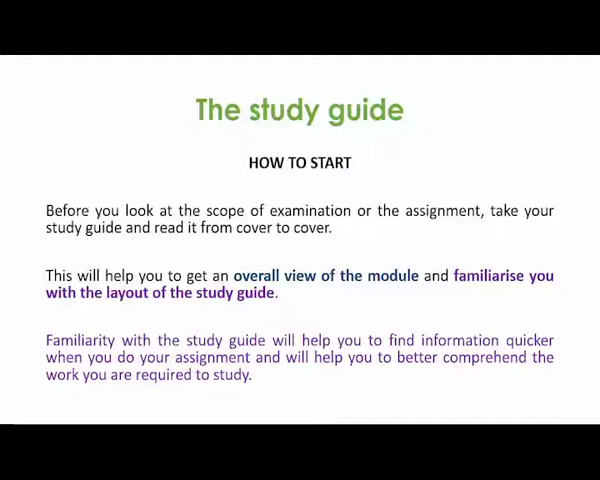 The study guide
HOW TO START
Before you look at the scope of examination or the assignment, take your
study guide and read it from cover to cover.
This will help you to get an overall view of the module and familiarise you
with the layout of the study guide.
Familiarity with the study guide will help you to find information quicker
when you do your assignment and will help you to better comprehend the
work you are required to study.